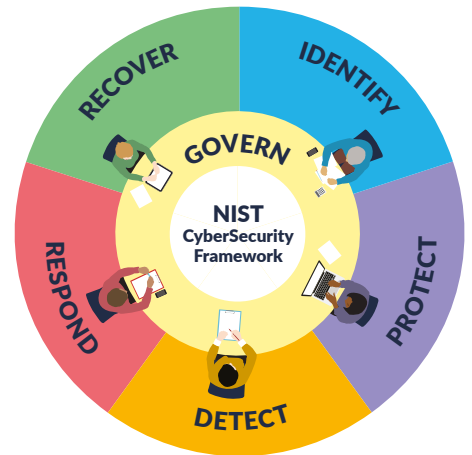 RECOVER
IDENTIFY
GOVERN
NIST
CyberSecurity
Framework
RESPOND
PROTECT
DETECT